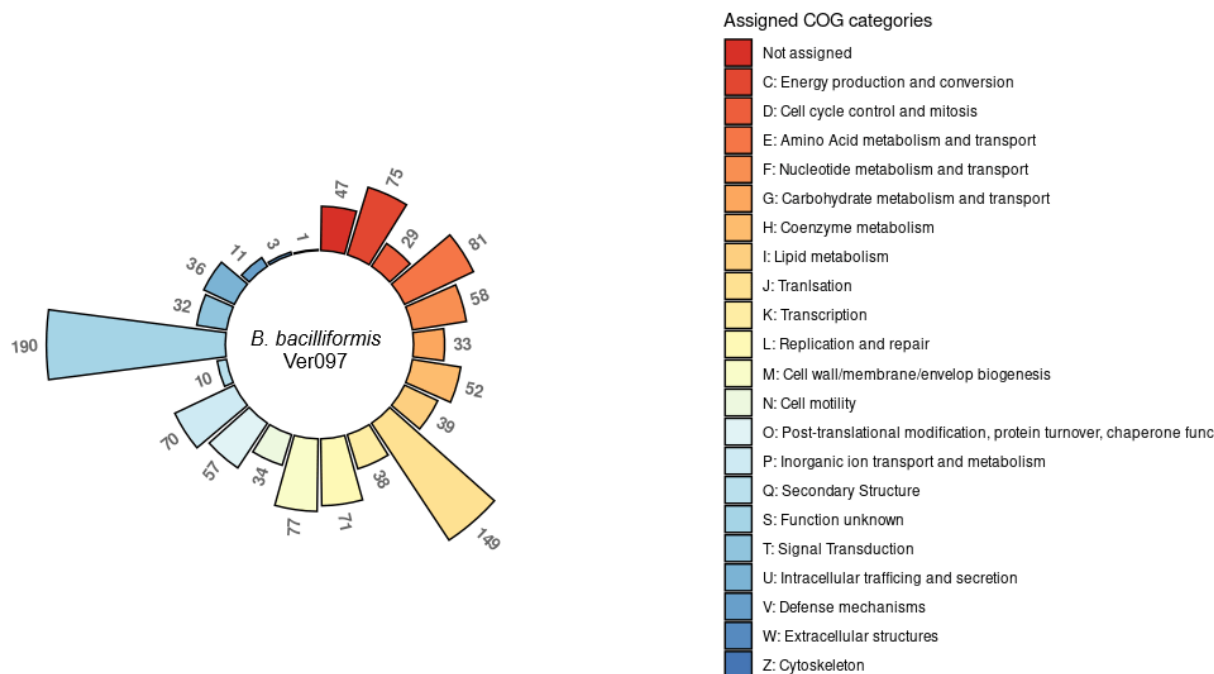 Assigned COG categories
Not assigned
C: Energy production and conversion
D: Cell cycle control and mitosis
E: Amino Acid metabolism and transport
F: Nucleotide metabolism and transport
G: Carbohydrate metabolism and transport
H: Coenzyme metabolism
I: Lipid metabolism
J: Tranlsation
K: Transcription
L: Replication and repair
M: Cell wall/membrane/envelop biogenesis
N: Cell motility
O: Post-translational modification, protein turnover, chaperone func
P: Inorganic ion transport and metabolism
Q: Secondary Structure
S: Function unknown
T: Signal Transduction
U: Intracellular trafficing and secretion
V: Defense mechanisms
W: Extracellular structures
Z: Cytoskeleton
B. bacilliformis
Ver097
47
75
29
81
58
33
52
39
149
38
71
77
34
57
70
10
190
32
36
11
3
1